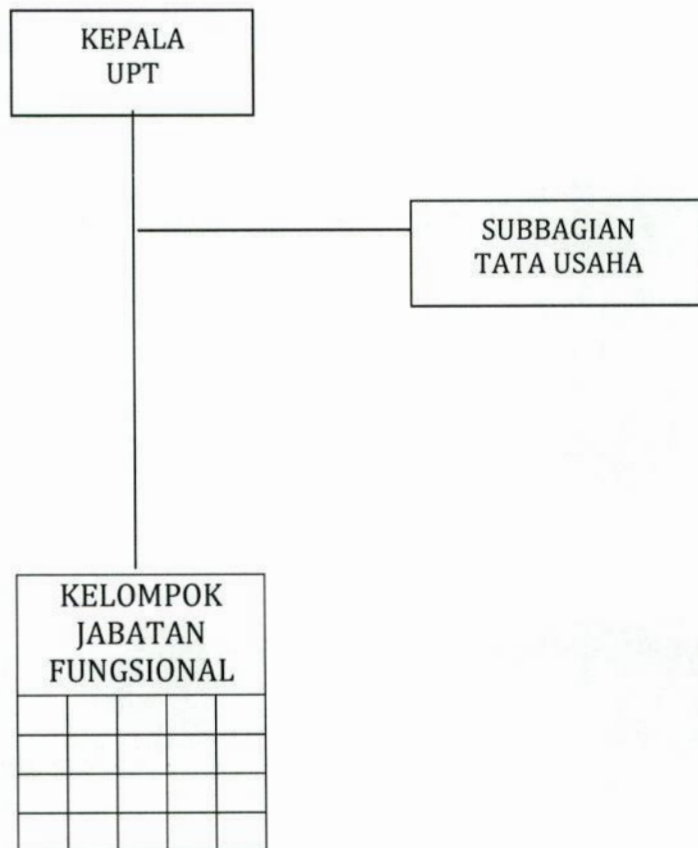 KEPALA
UPT
SUBBAGIAN
TATA USAHA
KELOMPOK
JABATAN
FUNGSIONAL